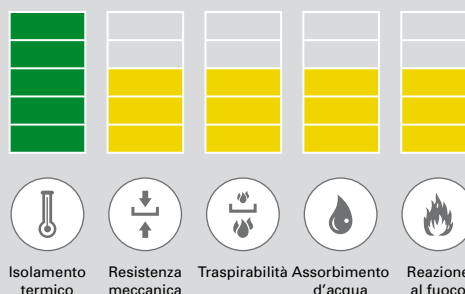 Isolamento Resistenza Traspirabilità Assorbimento Reazione
termico meccanica d'acqua al fuoco